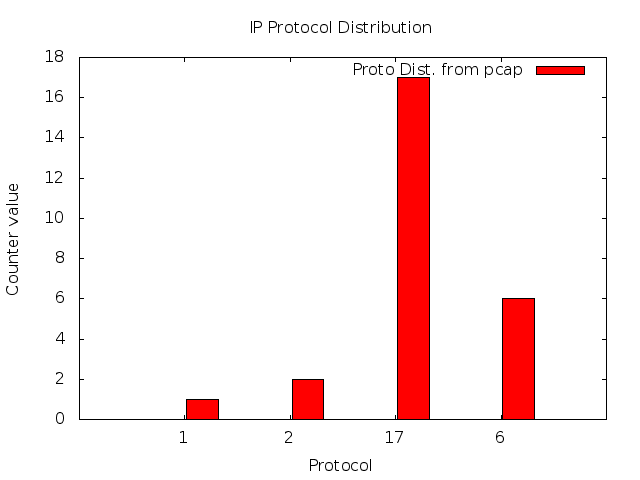 IP Protocol Distribution
Proto Dist. from pcap
18
16
14
12
10
8
6
4
2
0
Counter value
1 2 17 6
Protocol